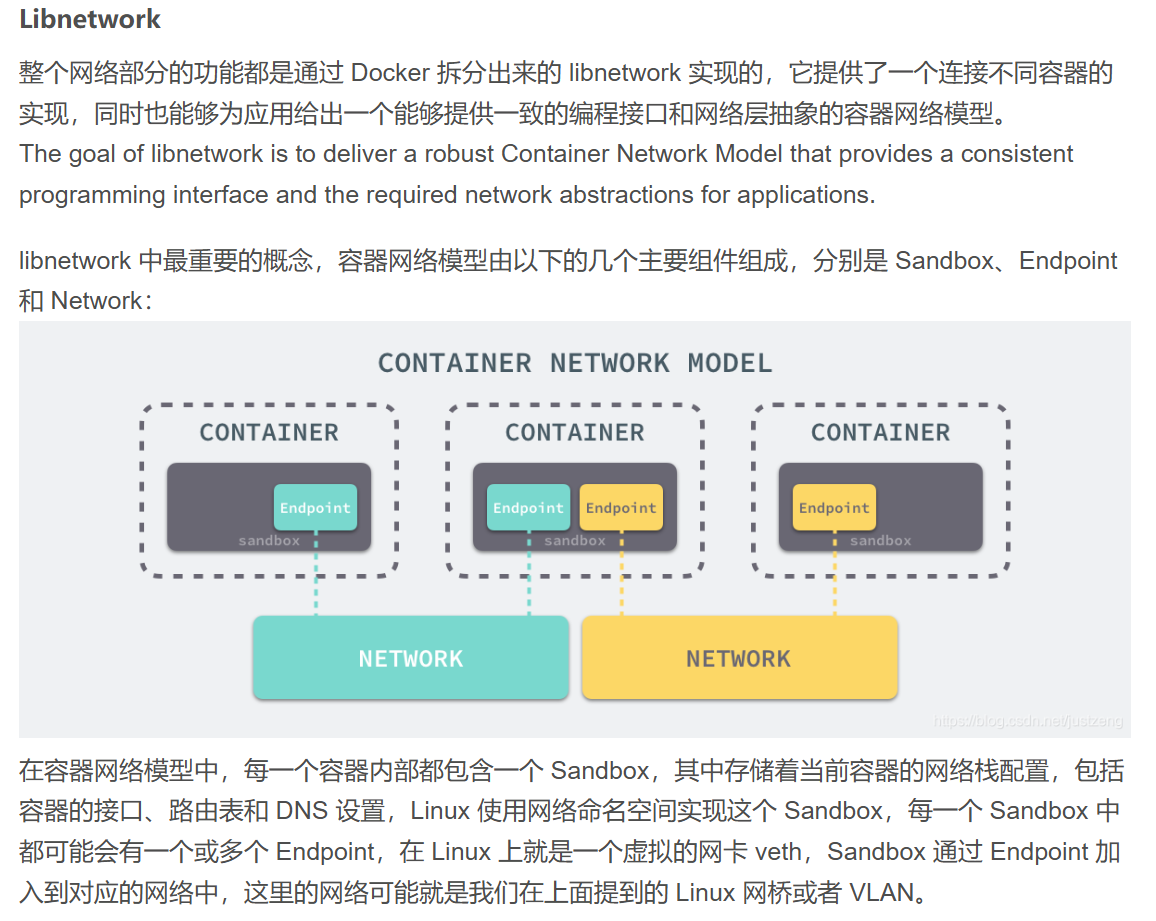 Libnetwork
整个网络部分的功能都是通过 Docker 拆分出来的 libnetwork 实现的，它提供了一个连接不同容器的
实现，同时也能够为应用给出一个能够提供一致的编程接口和网络层抽象的容器网络模型。
The goal of libnetwork is to deliver a robust Container Network Model that provides a consistent
programming interface and the required network abstractions for applications.
libnetwork 中最重要的概念，容器网络模型由以下的几个主要组件组成，分别是 Sandbox、Endpoint
和 Network：
CONTAINER NETWORK MODEL
CONTAINER CONTAINER CONTAINER
Endpoint Endpoint Endpoint Endpoint
sandbox sandbox sandbox
NETWORK NETWORK
https://blog.csdn.net/justzeng
在容器网络模型中，每一个容器内部都包含一个 Sandbox，其中存储着当前容器的网络栈配置，包括
容器的接口、路由表和 DNS 设置，Linux 使用网络命名空间实现这个 Sandbox，每一个 Sandbox 中
都可能会有一个或多个 Endpoint，在 Linux 上就是一个虚拟的网卡 veth，Sandbox 通过 Endpoint 加
入到对应的网络中，这里的网络可能就是我们在上面提到的 Linux 网桥或者 VLAN。